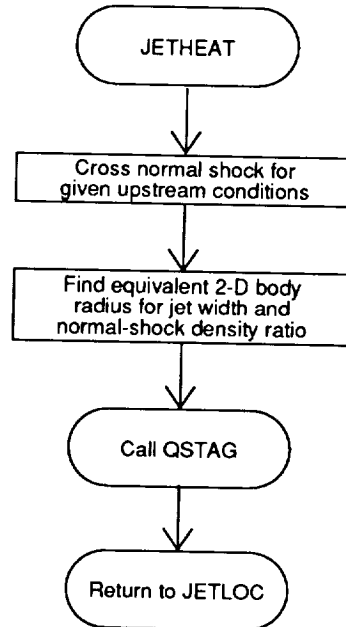 JETHEAT
Cross normal shock for
given upstream conditions
Find equivalent 2-D body
radius for jet width and
normal-shock density ratio
Call QSTAG
Return to JETLOC